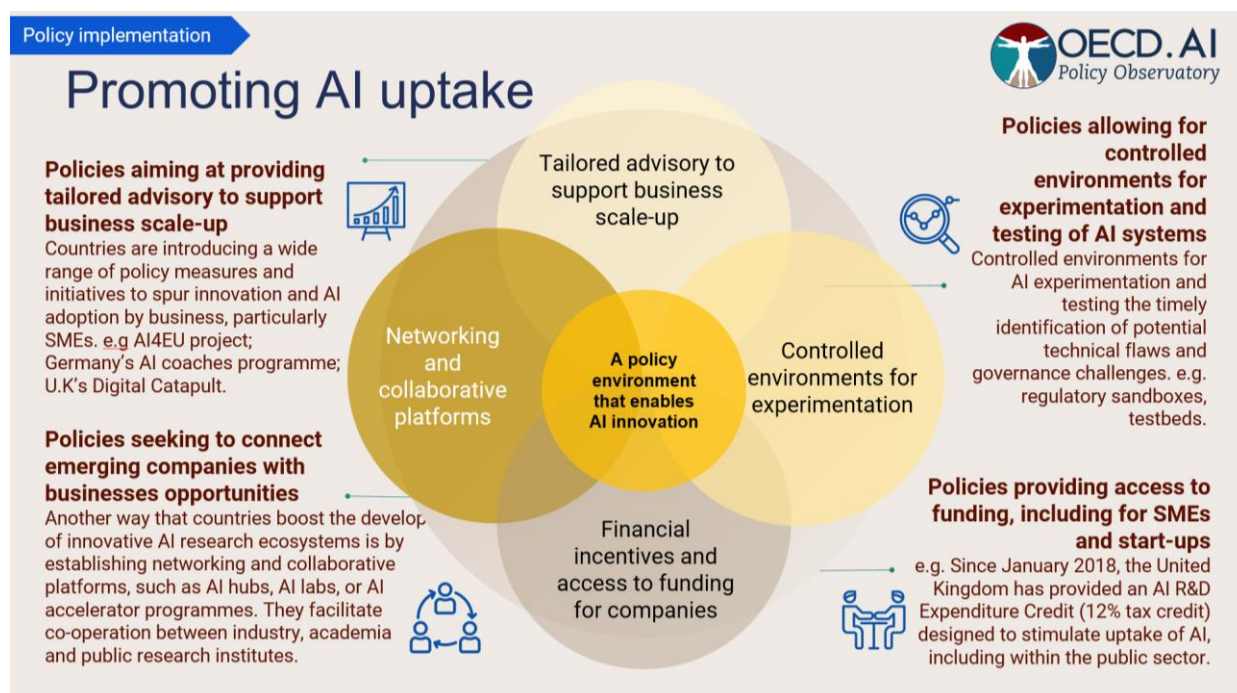 Policy implementation
OECD.AI
Policy Observatory
Promoting AI uptake
Policies aiming at providing
tailored advisory to support
business scale-up
Countries are introducing a wide
range of policy measures and
initiatives to spur innovation and AI
adoption by business, particularly
SMEs. e.g AI4EU project;
Germany's AI coaches programme;
U.K's Digital Catapult.
Policies seeking to connect
emerging companies with
businesses opportunities
Another way that countries boost the develop
of innovative AI research ecosystems is by
establishing networking and collaborative
platforms, such as AI hubs, AI labs, or AI
accelerator programmes. They facilitate
co-operation between industry, academia
and public research institutes.
Tailored advisory to
support business
scale-up
Networking
and
collaborative
platforms
A policy
environment
that enables
AI innovation
Controlled
environments for
experimentation
Financial
incentives and
access to funding
for companies
Policies allowing for
controlled
environments for
experimentation and
testing of AI systems
Controlled environments for
AI experimentation and
testing the timely
identification of potential
technical flaws and
governance challenges. e.g.
regulatory sandboxes,
testbeds.
Policies providing access to
funding, including for SMEs
and start-ups
e.g. Since January 2018, the United
Kingdom has provided an AI R&D
Expenditure Credit (12% tax credit)
designed to stimulate uptake of AI,
including within the public sector.